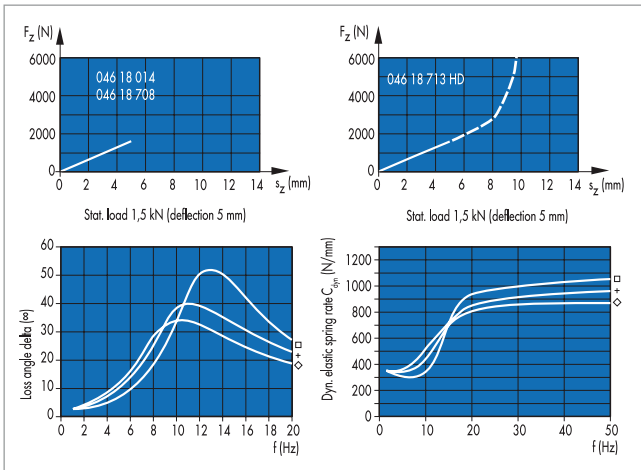 F_z (N)
6000
4000
2000
0
046 18 014
046 18 708
0 2 4 6 8 10 12 14
s_z (mm)
Stat. load 1,5 kN (deflection 5 mm)
F_z (N)
6000
4000
2000
0
046 18 713 HD
0 2 4 6 8 10 12 14
s_z (mm)
Stat. load 1,5 kN (deflection 5 mm)
Loss angle delta (∞)
60
50
40
30
20
10
0
0 2 4 6 8 10 12 14 16 18 20
f (Hz)
□
+
◇
Dyn. elastic spring rate C_dyn (N/mm)
1200
1000
800
600
400
200
0
0 10 20 30 40 50
f (Hz)
□
+
◇